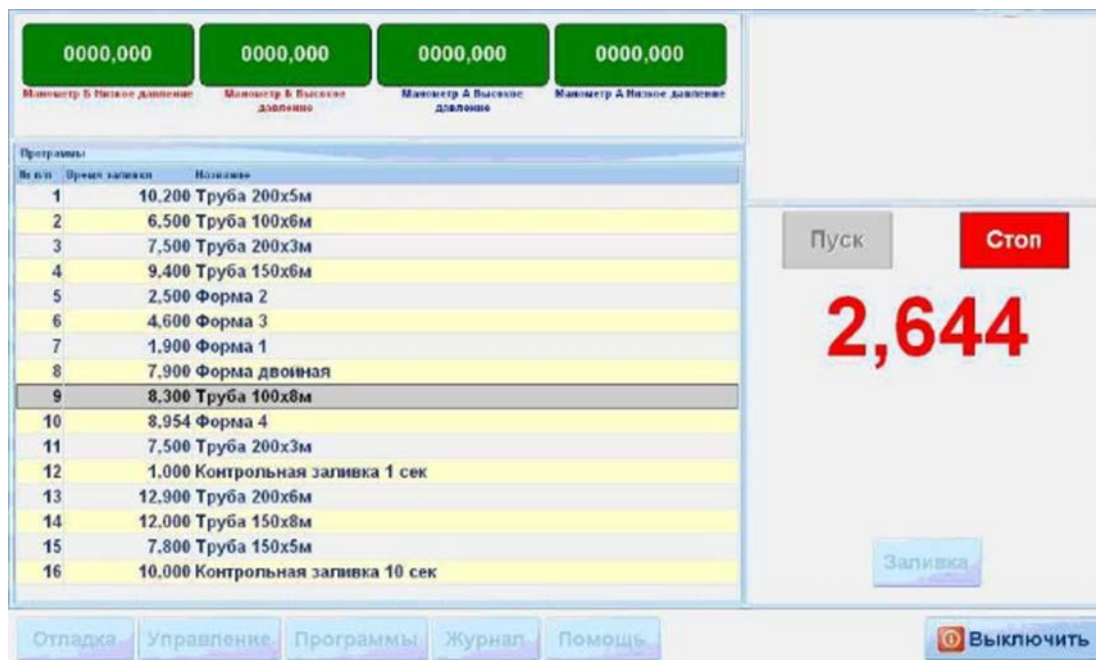 0000,000 0000,000 0000,000 0000,000
Манометр Б Низкое давление Манометр Б Высокое давление Манометр А Высокое давление Манометр А Низкое давление
Программы
№ п/п Время заливки Название
1 10,200 Труба 200х5м
2 6,500 Труба 100х6м
3 7,500 Труба 200х3м
4 9,400 Труба 150х6м
5 2,500 Форма 2
6 4,600 Форма 3
7 1,900 Форма 1
8 7,900 Форма двойная
9 8,300 Труба 100х8м
10 8,954 Форма 4
11 7,500 Труба 200х3м
12 1,000 Контрольная заливка 1 сек
13 12,900 Труба 200х6м
14 12,000 Труба 150х8м
15 7,800 Труба 150х5м
16 10,000 Контрольная заливка 10 сек
Пуск Стоп
2,644
Заливка
Отладка Управление Программы Журнал Помощь Выключить